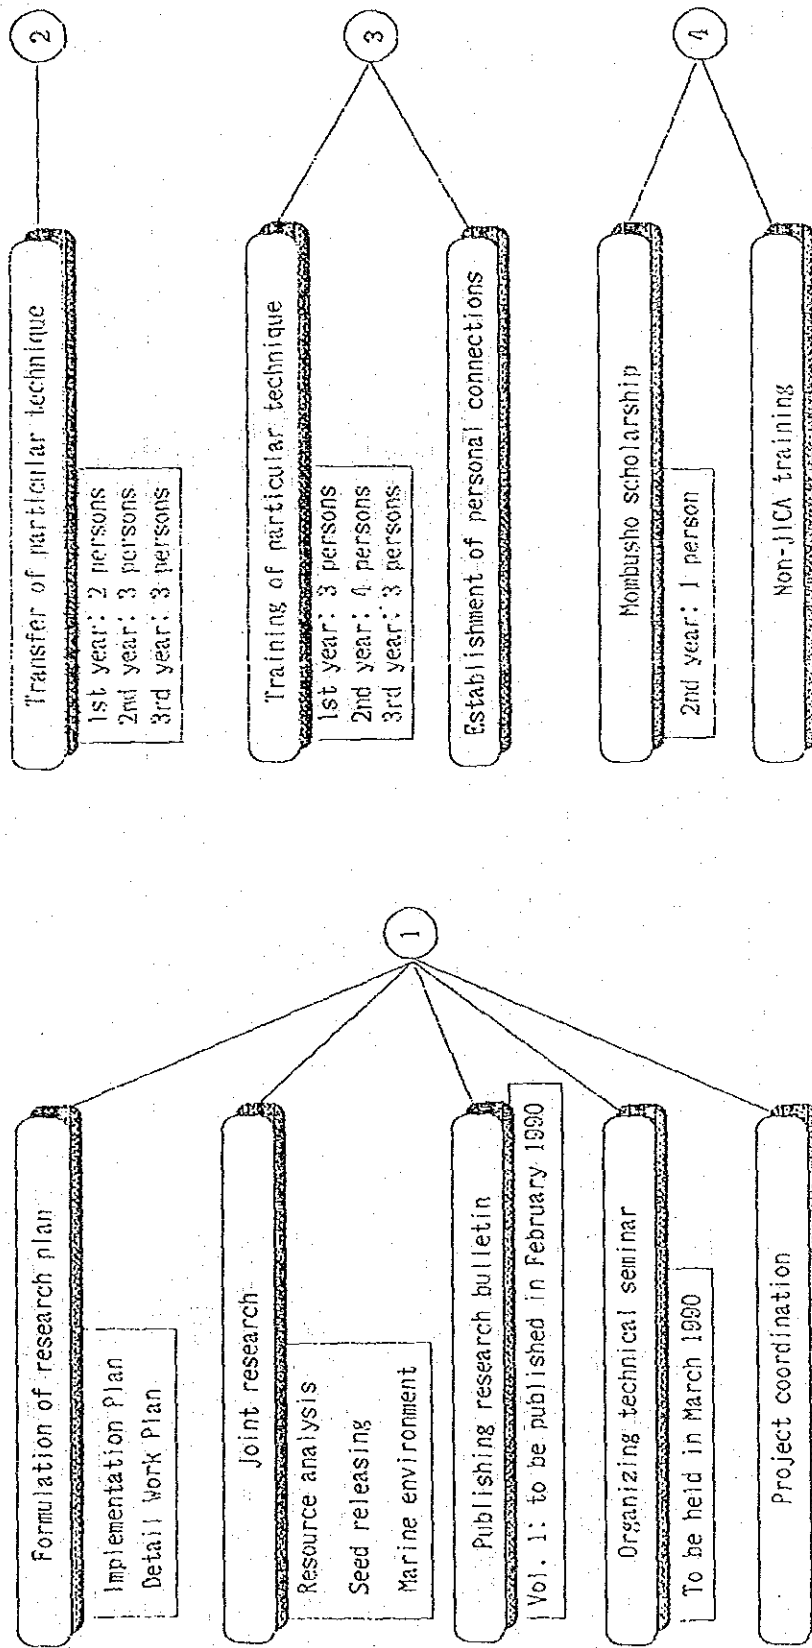 Formulation of research plan
Implementation Plan
Detail Work Plan
Joint research
Resource analysis
Seed releasing
Marine environment
Publishing research bulletin
Vol. 1: to be published in February 1990
Organizing technical seminar
To be held in March 1990
Project coordination
1
Transfer of particular technique
1st year: 2 persons
2nd year: 3 persons
3rd year: 3 persons
2
Training of particular technique
1st year: 3 persons
2nd year: 4 persons
3rd year: 3 persons
Establishment of personal connections
3
Mombusho scholarship
2nd year: 1 person
Non-JICA training
4